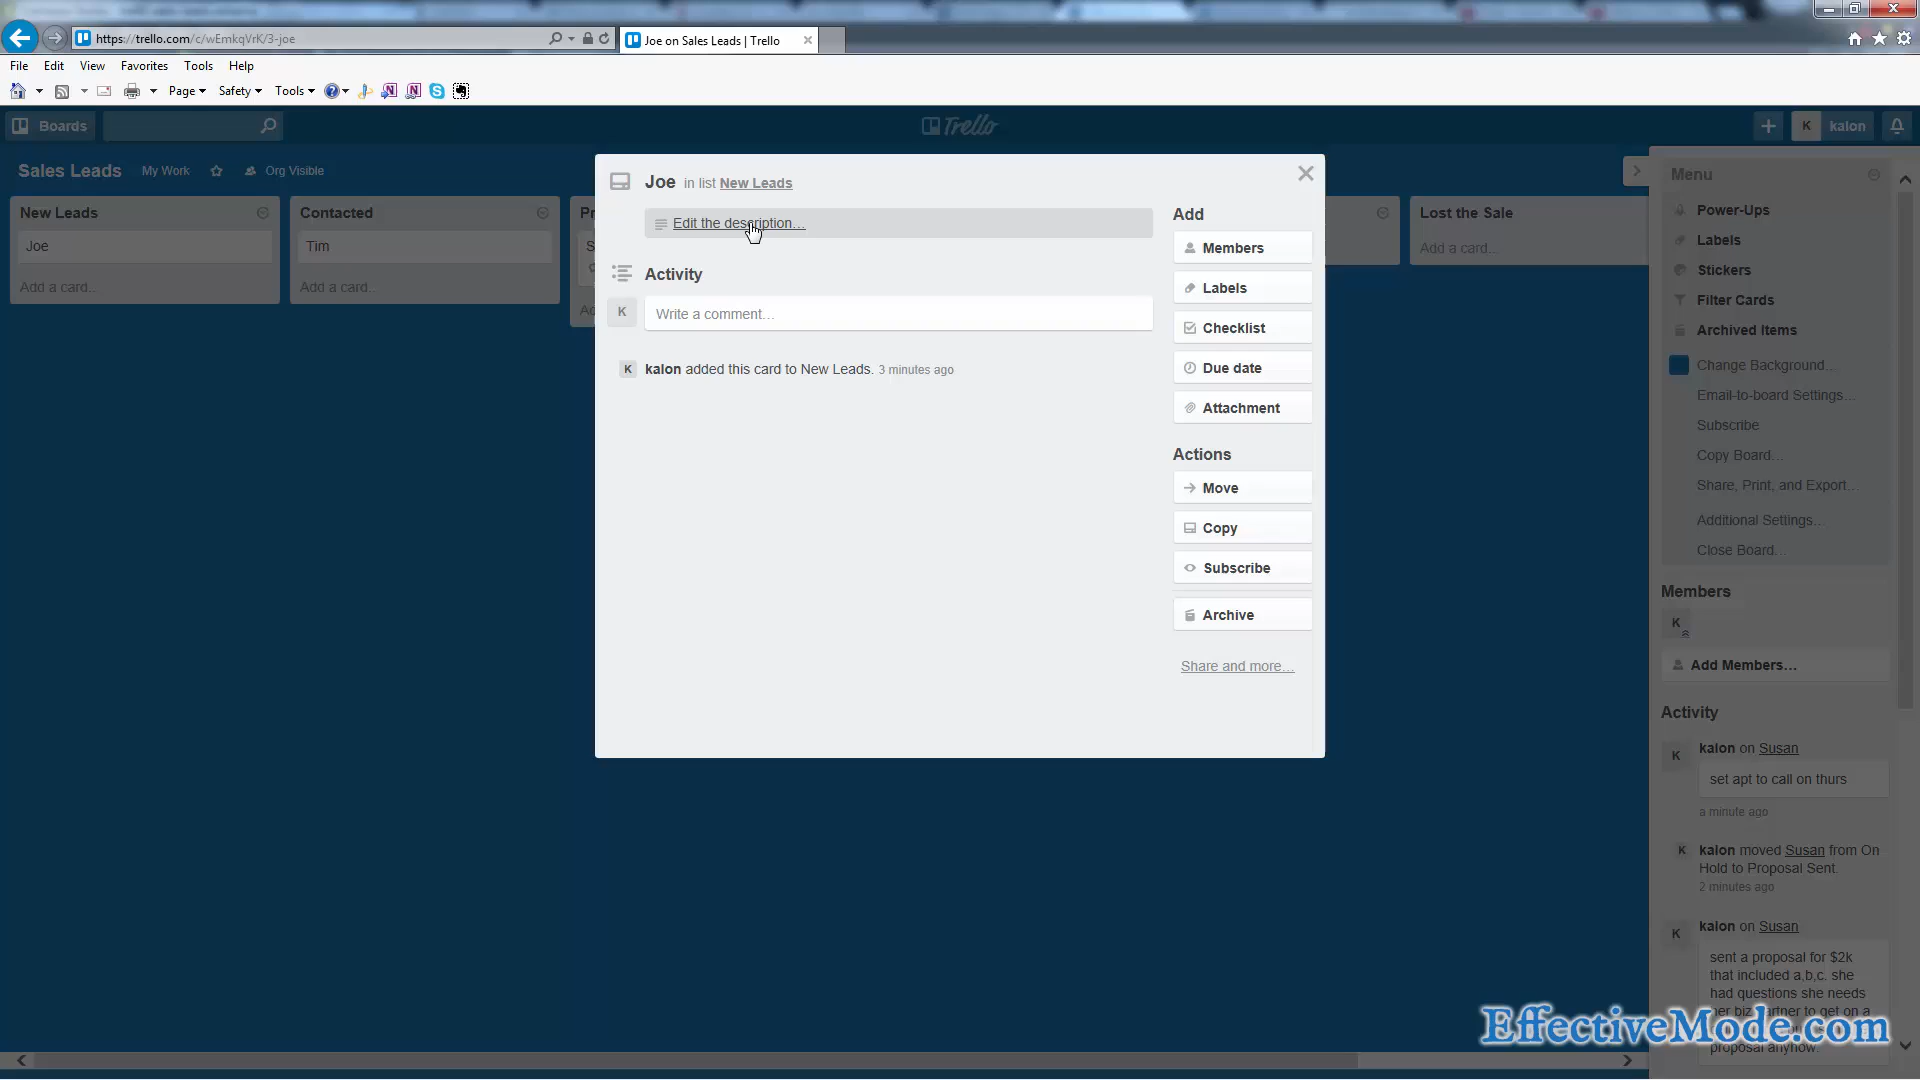 https://trello.com/c/wEmkqVrK/3-joe
Joe on Sales Leads | Trello
File Edit View Favorites Tools Help
Page Safety Tools
Boards
Trello
K kalon
Sales Leads My Work Org Visible
New Leads
Joe
Add a card...
Contacted
Tim
Add a card...
Lost the Sale
Add a card...
Joe in list New Leads
Edit the description...
Activity
K
Write a comment...
K kalon added this card to New Leads. 3 minutes ago
Add
Members
Labels
Checklist
Due date
Attachment
Actions
Move
Copy
Subscribe
Archive
Share and more...
Menu
Power-Ups
Labels
Stickers
Filter Cards
Archived Items
Change Background...
Email-to-board Settings...
Subscribe
Copy Board...
Share, Print, and Export...
Additional Settings...
Close Board...
Members
K
Add Members...
Activity
K kalon on Susan
set apt to call on thurs
a minute ago
K kalon moved Susan from On
Hold to Proposal Sent.
2 minutes ago
K kalon on Susan
sent a proposal for $2k
that included a,b,c. she
had questions she needs
her biz partner to get on a
proposal anyhow.
EffectiveMode.com